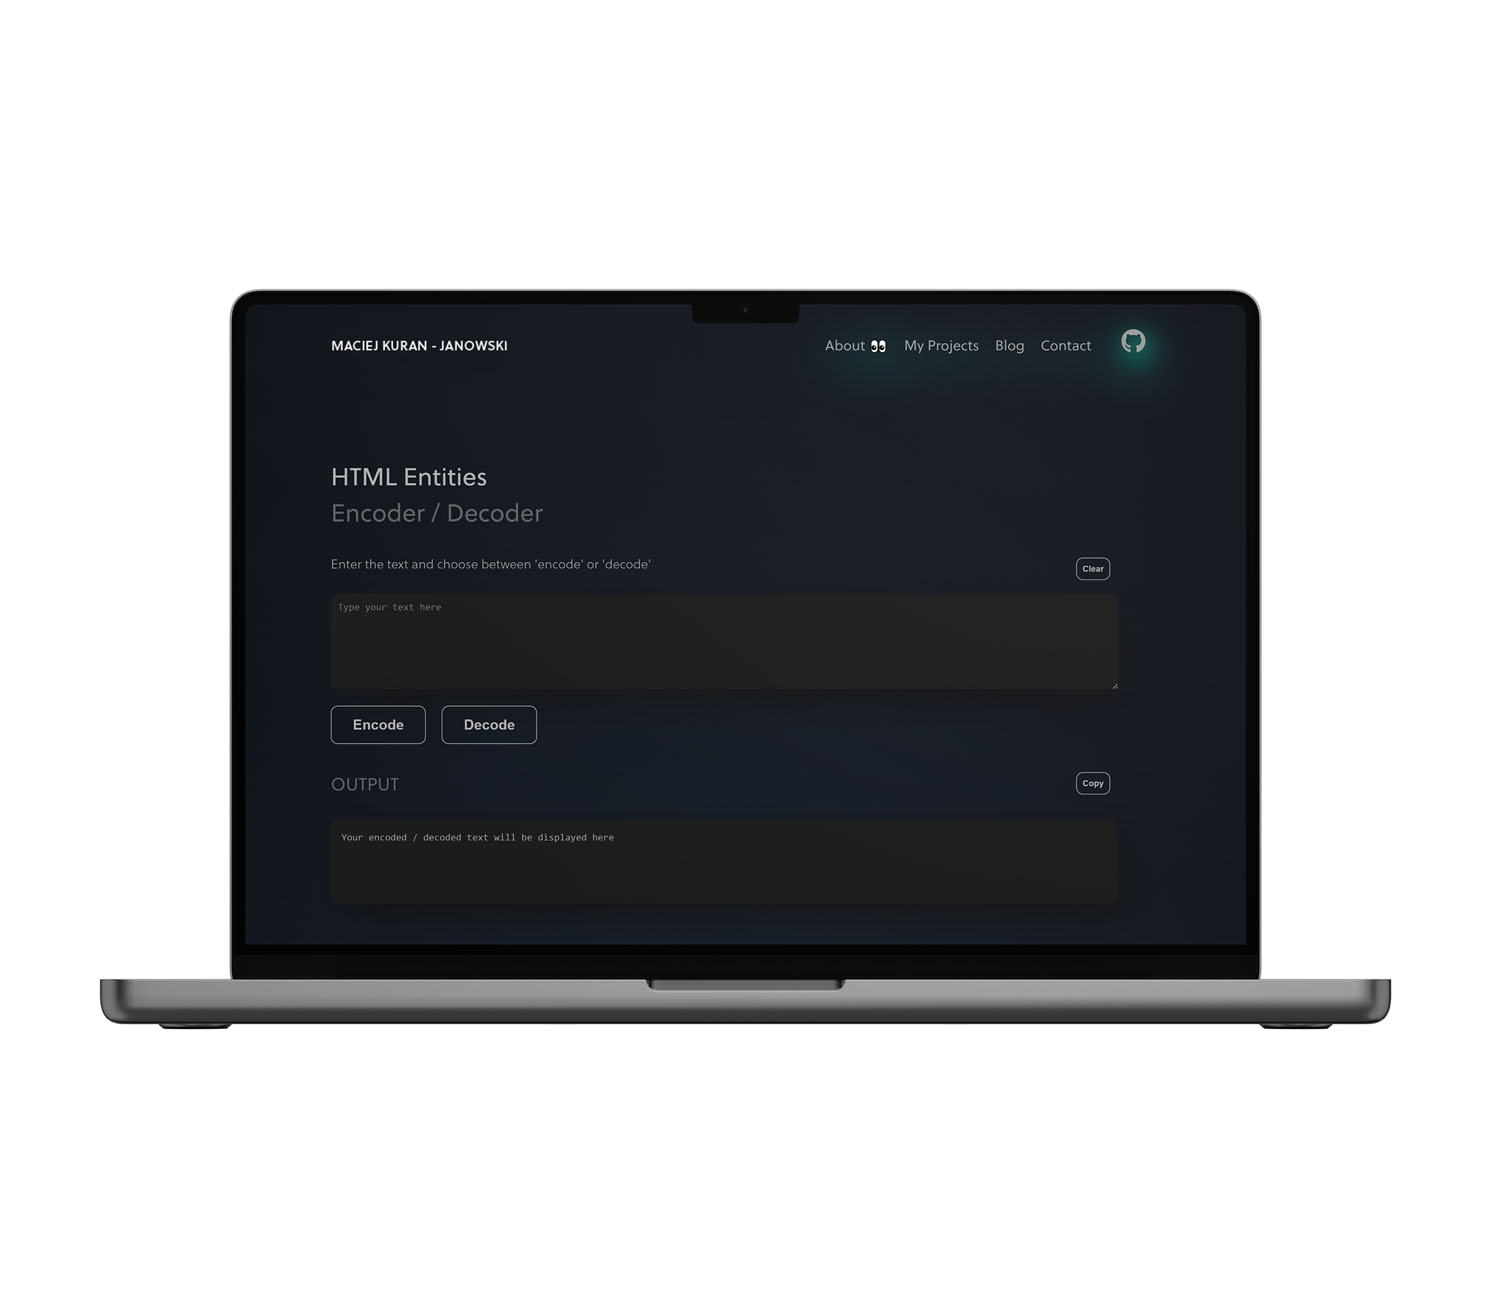 MACIEJ KURAN - JANOWSKI
About 👀 My Projects Blog Contact
HTML Entities
Encoder / Decoder
Enter the text and choose between 'encode' or 'decode'
Clear
Type your text here
Encode Decode
OUTPUT
Copy
Your encoded / decoded text will be displayed here